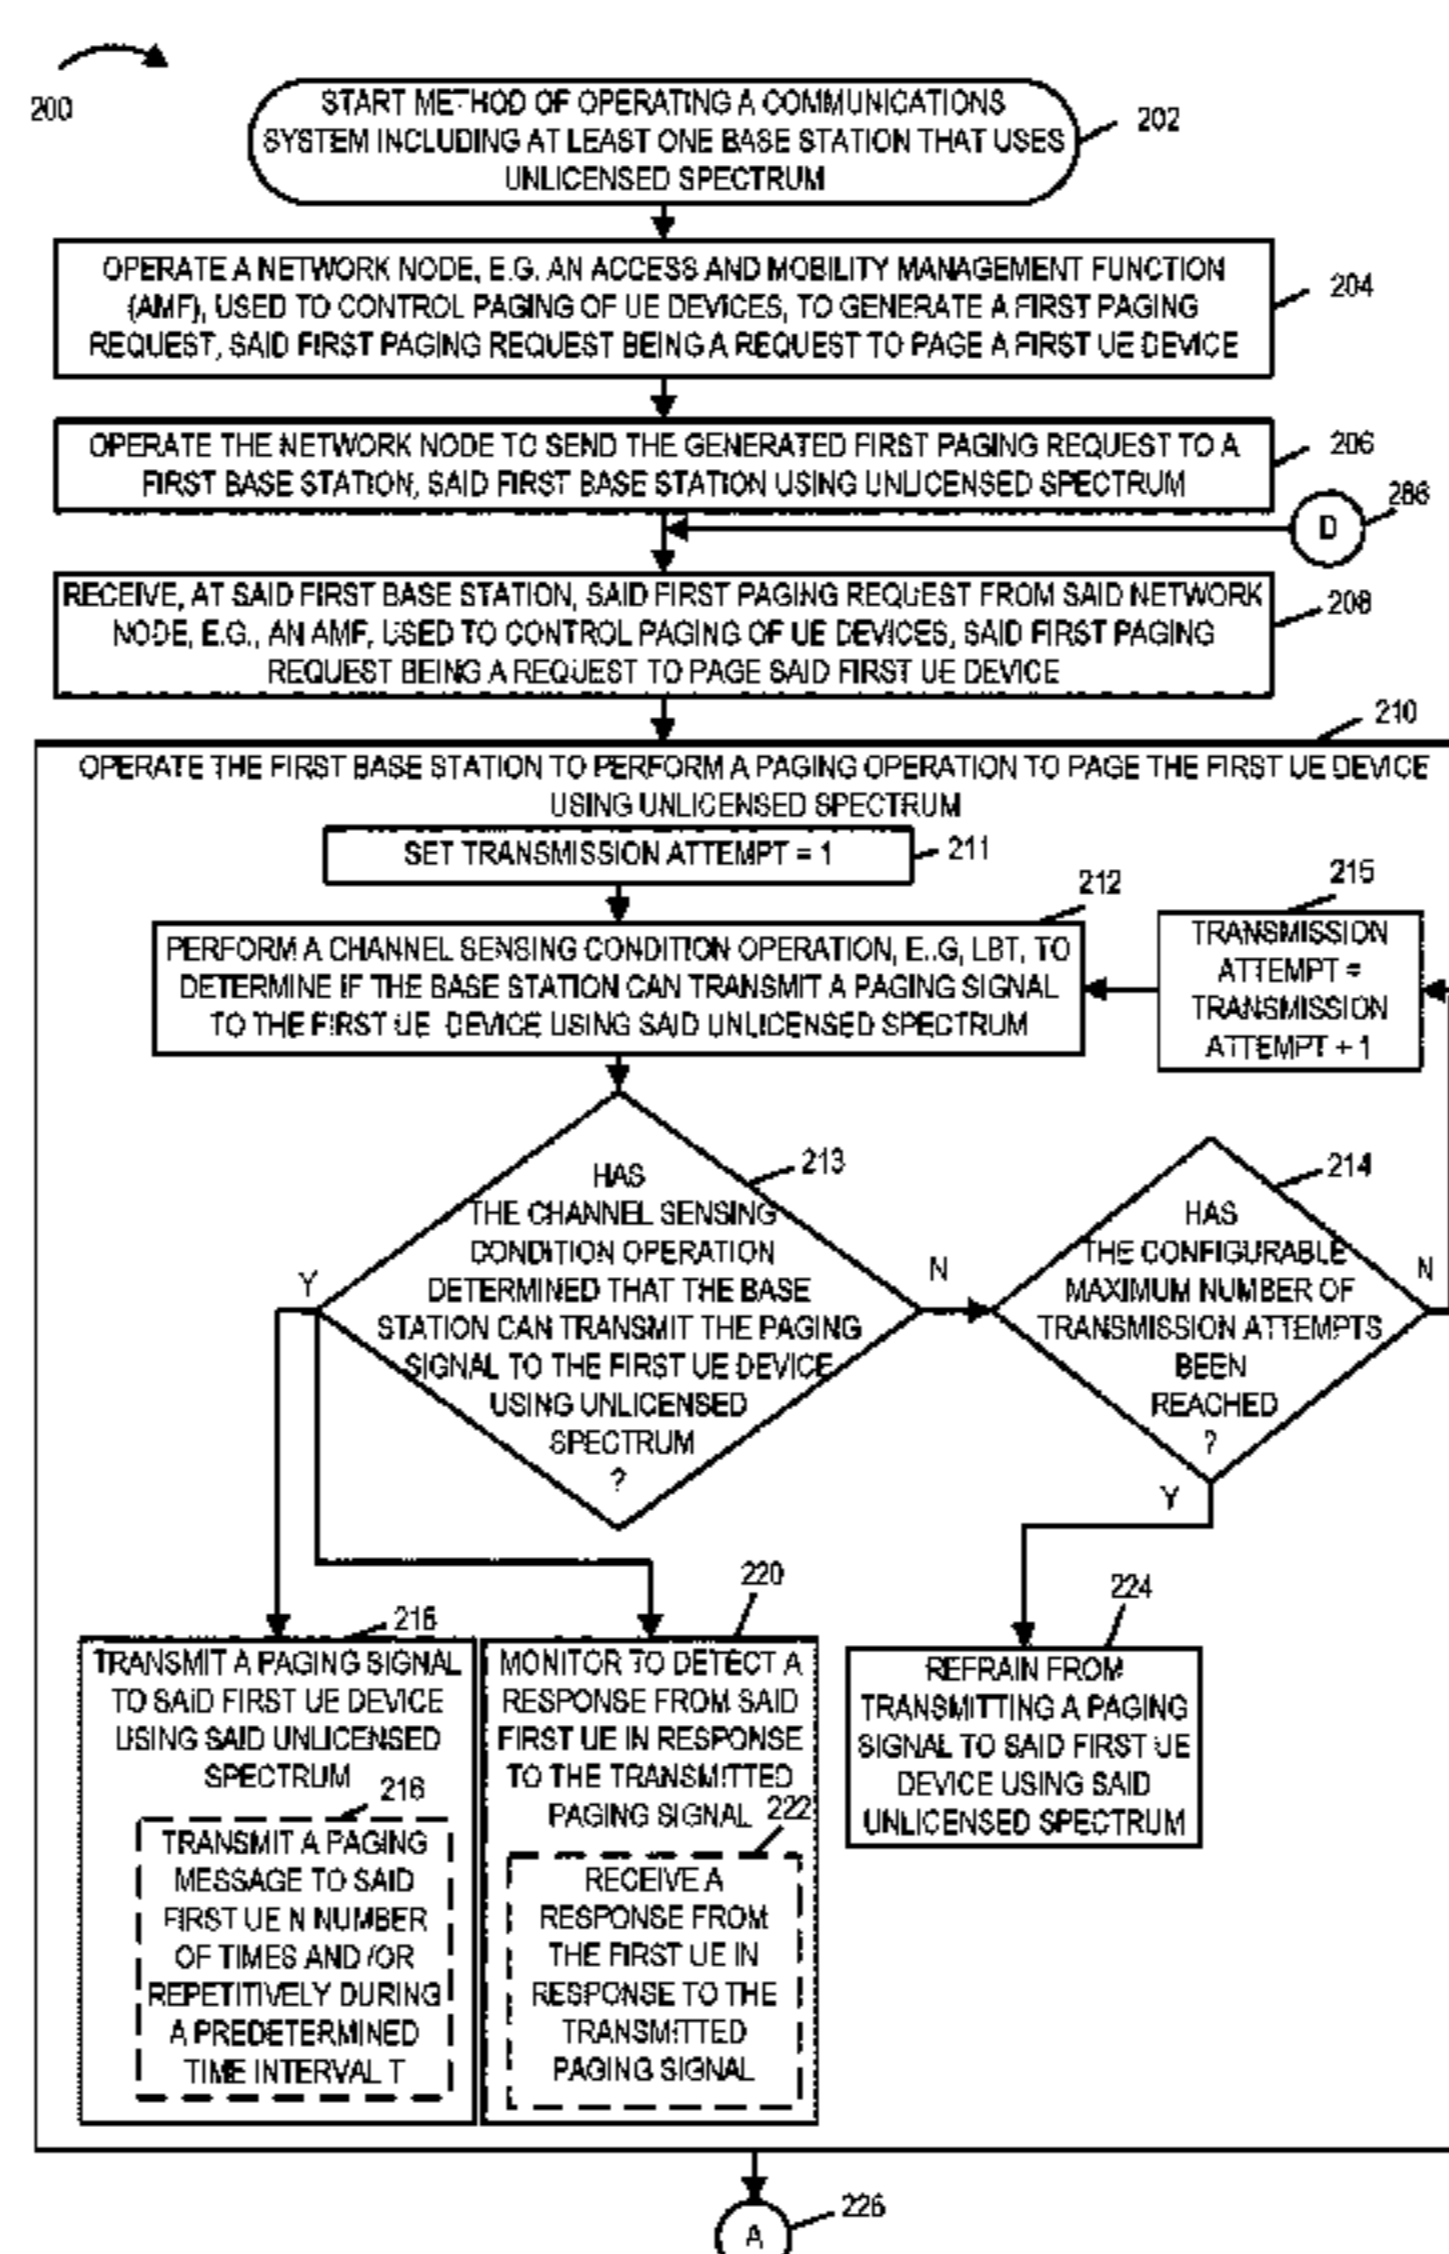 200
START METHOD OF OPERATING A COMMUNICATIONS
SYSTEM INCLUDING AT LEAST ONE BASE STATION THAT USES
UNLICENSED SPECTRUM
202
OPERATE A NETWORK NODE, E.G. AN ACCESS AND MOBILITY MANAGEMENT FUNCTION
(AMF), USED TO CONTROL PAGING OF UE DEVICES, TO GENERATE A FIRST PAGING
REQUEST, SAID FIRST PAGING REQUEST BEING A REQUEST TO PAGE A FIRST UE DEVICE
204
OPERATE THE NETWORK NODE TO SEND THE GENERATED FIRST PAGING REQUEST TO A
FIRST BASE STATION, SAID FIRST BASE STATION USING UNLICENSED SPECTRUM
206
D
286
RECEIVE, AT SAID FIRST BASE STATION, SAID FIRST PAGING REQUEST FROM SAID NETWORK
NODE, E.G., AN AMF, USED TO CONTROL PAGING OF UE DEVICES, SAID FIRST PAGING
REQUEST BEING A REQUEST TO PAGE SAID FIRST UE DEVICE
208
210
OPERATE THE FIRST BASE STATION TO PERFORM A PAGING OPERATION TO PAGE THE FIRST UE DEVICE
USING UNLICENSED SPECTRUM
SET TRANSMISSION ATTEMPT = 1
211
212
PERFORM A CHANNEL SENSING CONDITION OPERATION, E..G, LBT, TO
DETERMINE IF THE BASE STATION CAN TRANSMIT A PAGING SIGNAL
TO THE FIRST UE DEVICE USING SAID UNLICENSED SPECTRUM
215
TRANSMISSION
ATTEMPT =
TRANSMISSION
ATTEMPT + 1
213
HAS
THE CHANNEL SENSING
CONDITION OPERATION
DETERMINED THAT THE BASE
STATION CAN TRANSMIT THE PAGING
SIGNAL TO THE FIRST UE DEVICE
USING UNLICENSED
SPECTRUM
?
Y
N
214
HAS
THE CONFIGURABLE
MAXIMUM NUMBER OF
TRANSMISSION ATTEMPTS
BEEN
REACHED
?
N
Y
216
TRANSMIT A PAGING SIGNAL
TO SAID FIRST UE DEVICE
USING SAID UNLICENSED
SPECTRUM
TRANSMIT A PAGING
MESSAGE TO SAID
FIRST UE N NUMBER
OF TIMES AND /OR
REPETITIVELY DURING
A PREDETERMINED
TIME INTERVAL T
220
MONITOR TO DETECT A
RESPONSE FROM SAID
FIRST UE IN RESPONSE
TO THE TRANSMITTED
PAGING SIGNAL
222
RECEIVE A
RESPONSE FROM
THE FIRST UE IN
RESPONSE TO THE
TRANSMITTED
PAGING SIGNAL
224
REFRAIN FROM
TRANSMITTING A PAGING
SIGNAL TO SAID FIRST UE
DEVICE USING SAID
UNLICENSED SPECTRUM
A
226